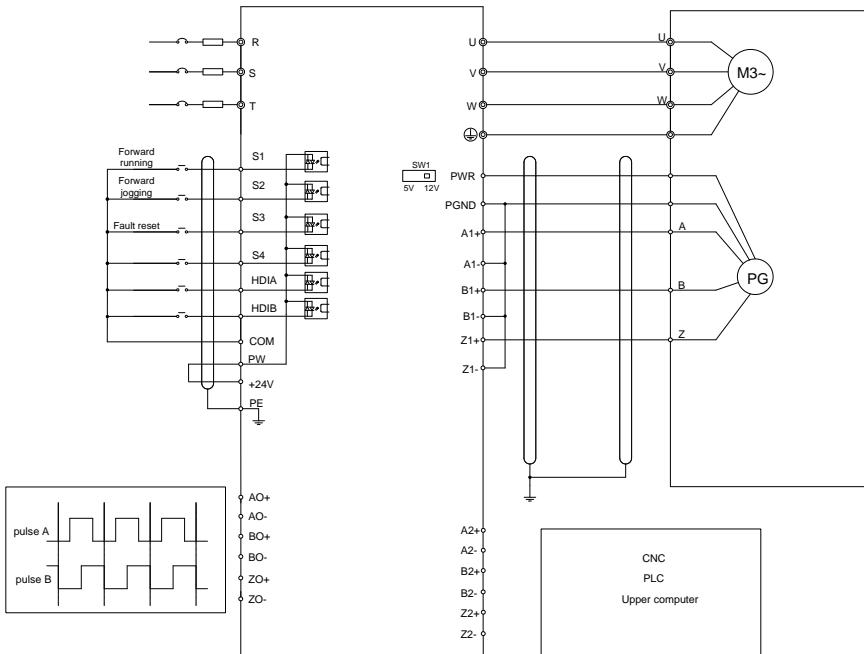 R
S
T
U
V
W
U
V
W
M3~
Forward
running
Forward
jogging
Fault reset
S1
S2
S3
S4
HDIA
HDIB
COM
PW
+24V
PE
SW1
5V 12V
PWR
PGND
A1+
A1-
B1+
B1-
Z1+
Z1-
A
B
Z
PG
pulse A
pulse B
AO+
AO-
BO+
BO-
ZO+
ZO-
A2+
A2-
B2+
B2-
Z2+
Z2-
CNC
PLC
Upper computer